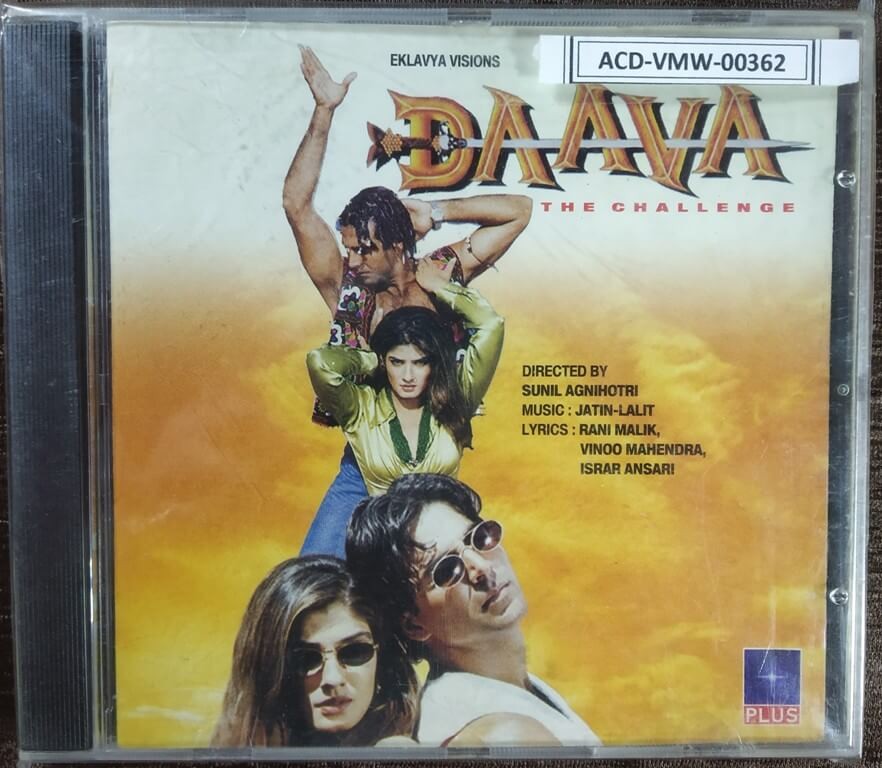 EKLAVYA VISIONS
ACD-VMW-00362
DAAVA
THE CHALLENGE
DIRECTED BY
SUNIL AGNIHOTRI
MUSIC : JATIN-LALIT
LYRICS : RANI MALIK,
VINOO MAHENDRA,
ISRAR ANSARI
PLUS